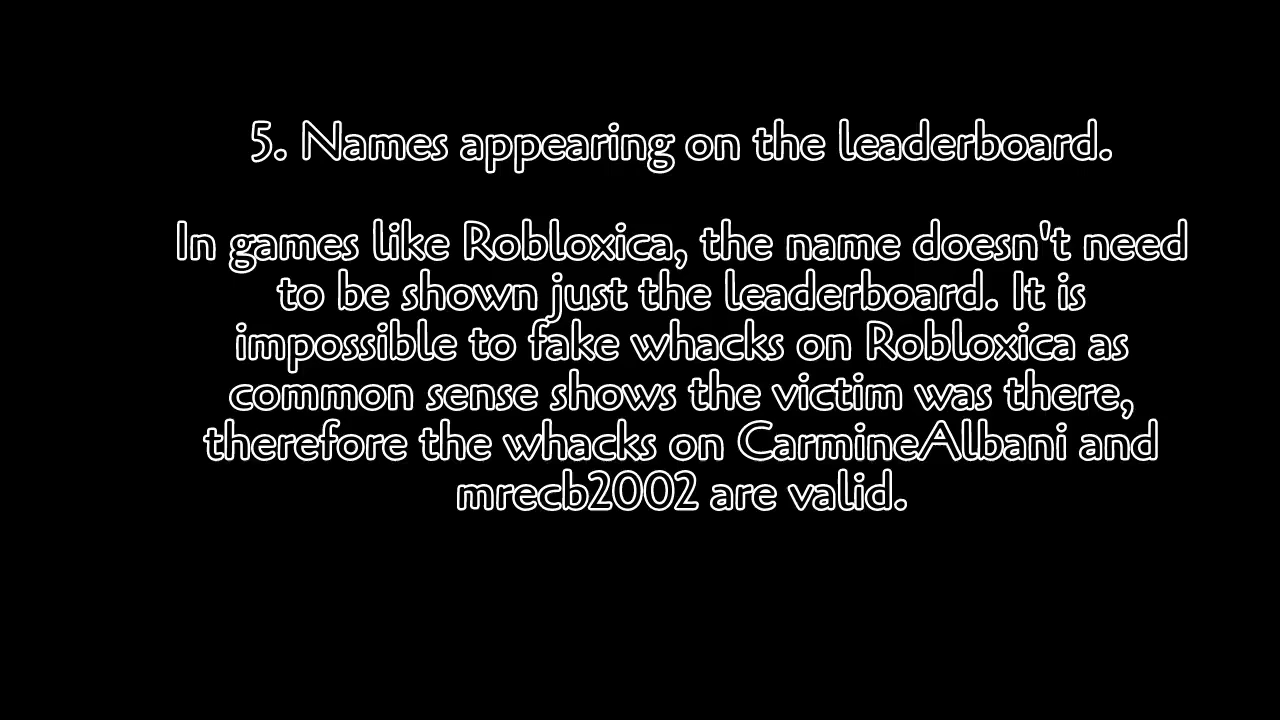 5. Names appearing on the leaderboard.
In games like Robloxica, the name doesn't need
to be shown just the leaderboard. It is
impossible to fake whacks on Robloxica as
common sense shows the victim was there,
therefore the whacks on CarmineAlbani and
mrecb2002 are valid.